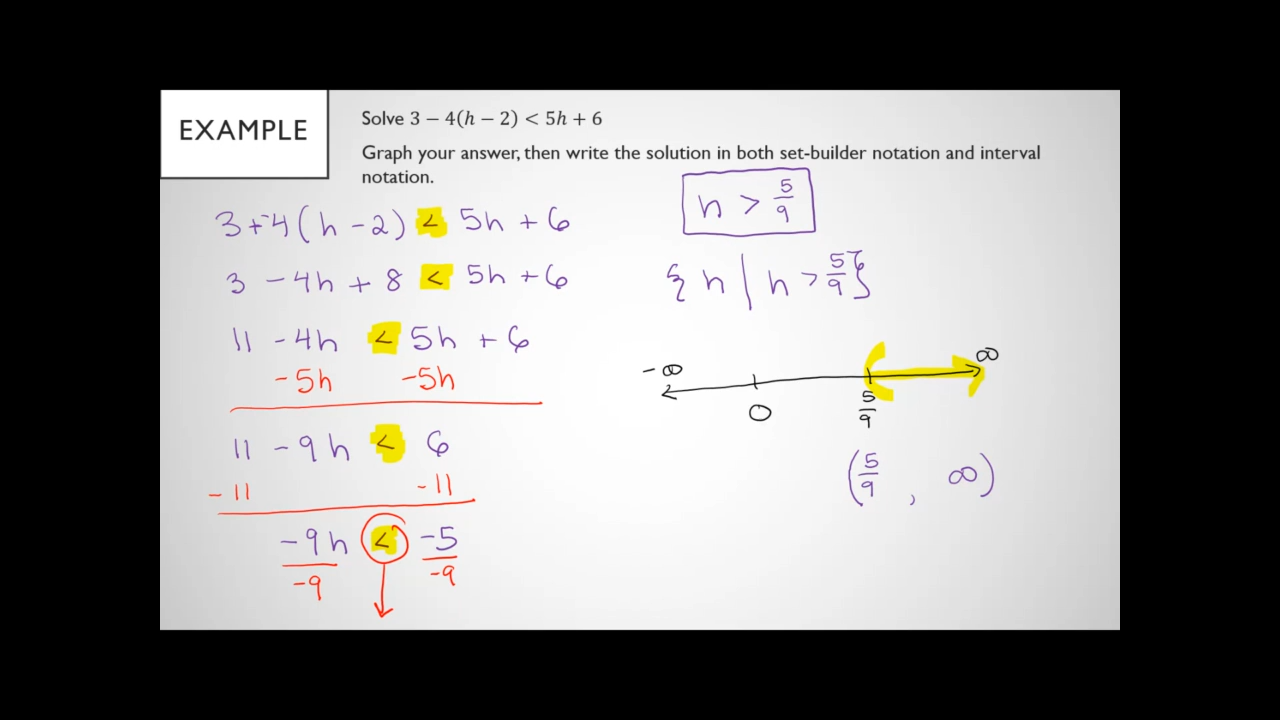 EXAMPLE
Solve 3 − 4(h − 2) < 5h + 6
Graph your answer, then write the solution in both set-builder notation and interval
notation.
3+-4(h-2) < 5h+6
3 -4h + 8 < 5h+6
11 -4h < 5h + 6
-5h -5h
11 - 9h < 6
-11 -11
-9h < -5
-9 -9
h > 5/9
{h | h > 5/9}
-∞ ∞
0 5/9
(5/9, ∞)